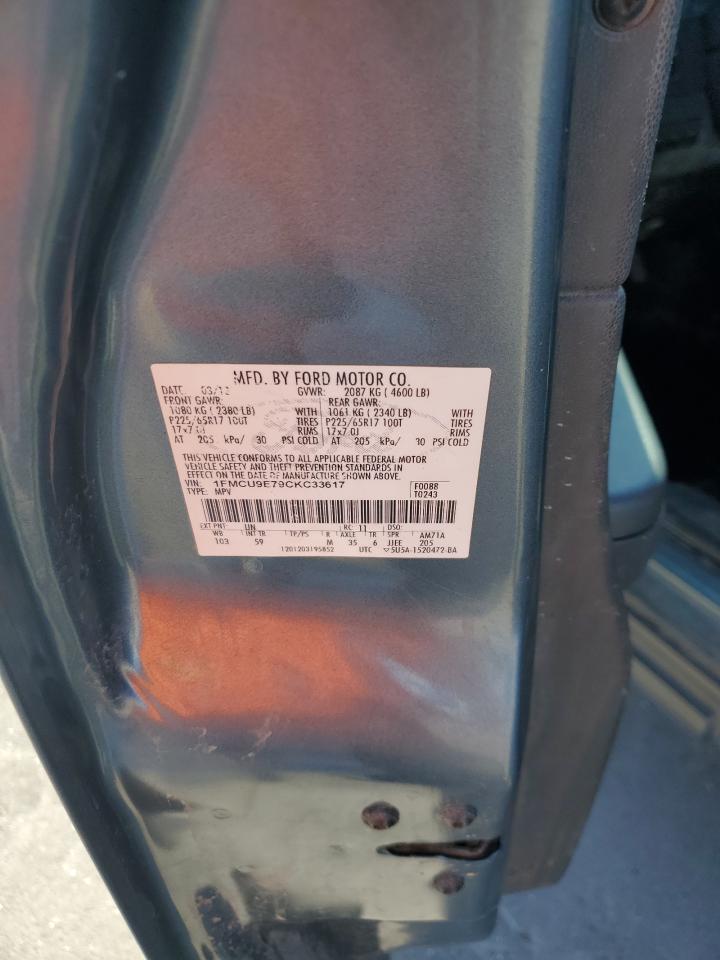 MFD. BY FORD MOTOR CO.
DATE 03/12 GVWR: 2087 KG ( 4600 LB)
FRONT GAWR: REAR GAWR:
1080 KG ( 2380 LB) WITH 1061 KG ( 2340 LB) WITH
P225/65R17 100T TIRES P225/65R17 100T TIRES
17x7.0J RIMS 17x7.0J RIMS
AT 205 kPa/ 30 PSI COLD AT 205 kPa/ 30 PSI COLD
THIS VEHICLE CONFORMS TO ALL APPLICABLE FEDERAL MOTOR
VEHICLE SAFETY AND THEFT PREVENTION STANDARDS IN
EFFECT ON THE DATE OF MANUFACTURE SHOWN ABOVE.
VIN: 1FMCU9E79CKC33617 F0088
TYPE: MPV T0243
EXT PNT: UN RC: 11 DSO:
WB INT TR TP/PS R AXLE TR SPR AM71A
103 59 M 35 6 JJEE 205
1201203195852 UTC ▽5U5A-1520472-BA